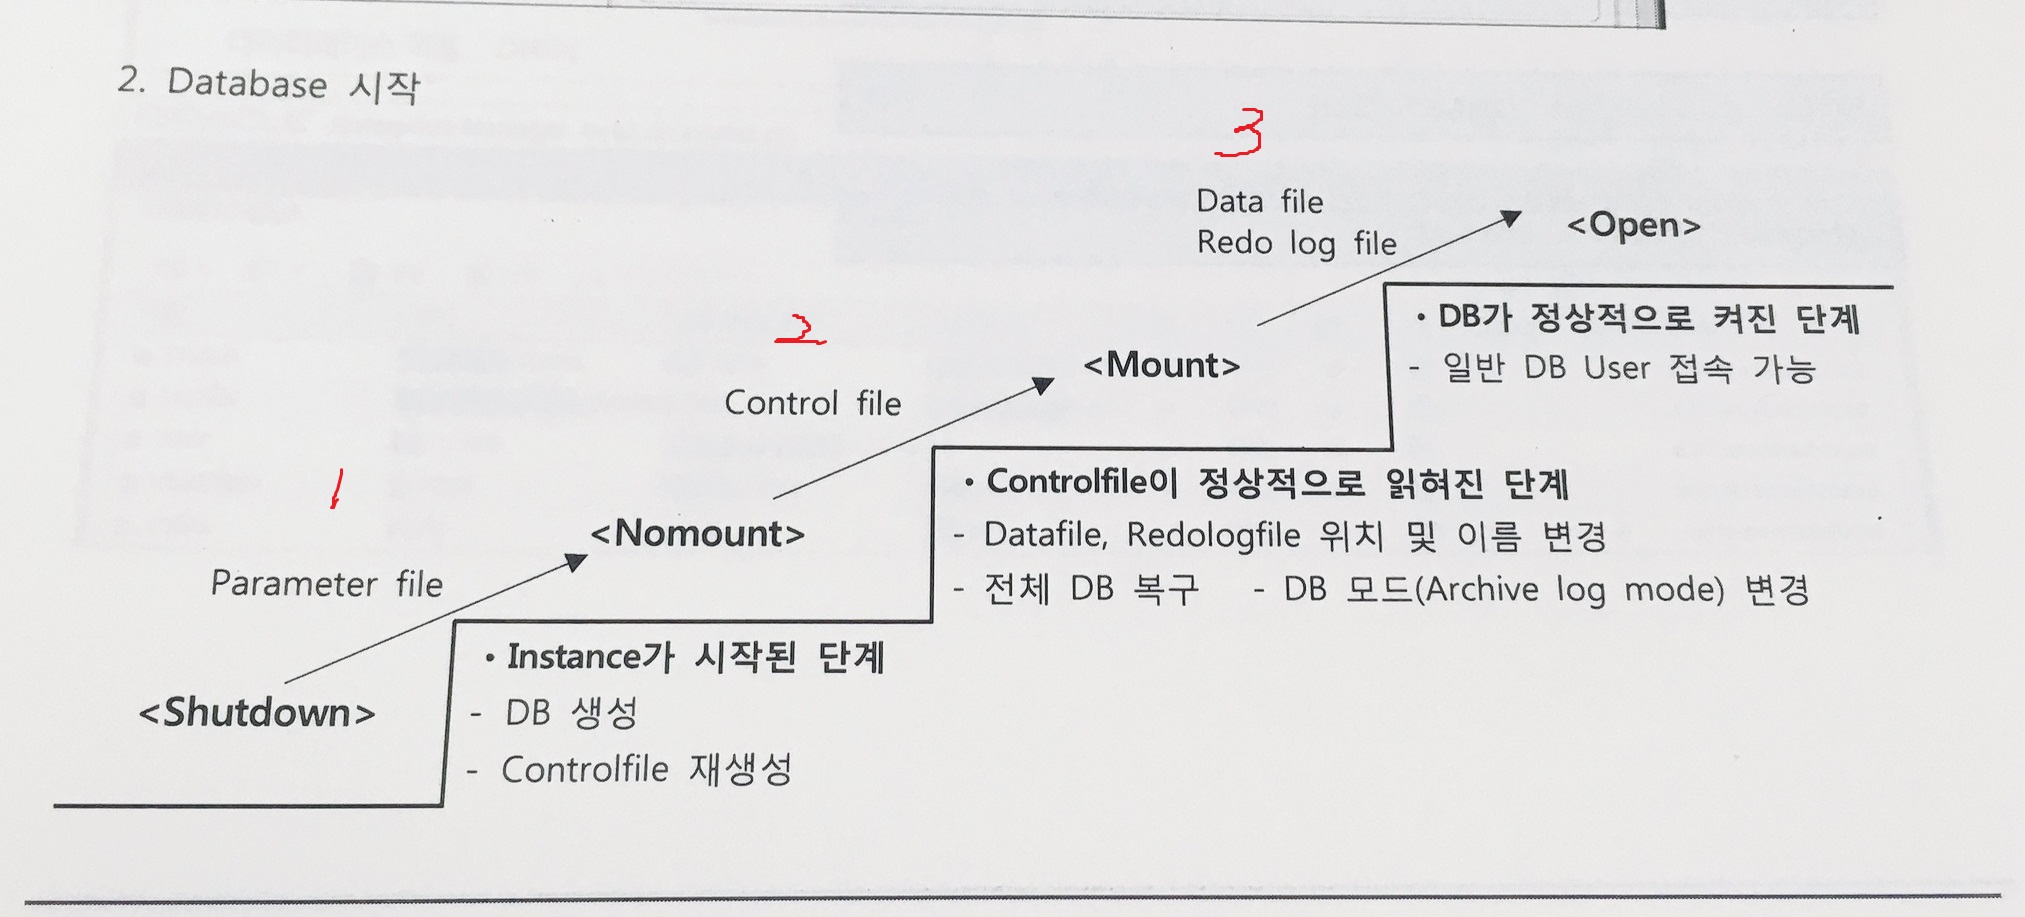 2. Database 시작
3
Data file
Redo log file
<Open>
• DB가 정상적으로 켜진 단계
- 일반 DB User 접속 가능
2
Control file
<Mount>
• Controlfile이 정상적으로 읽혀진 단계
- Datafile, Redologfile 위치 및 이름 변경
- 전체 DB 복구 - DB 모드(Archive log mode) 변경
1
Parameter file
<Nomount>
• Instance가 시작된 단계
- DB 생성
- Controlfile 재생성
<Shutdown>